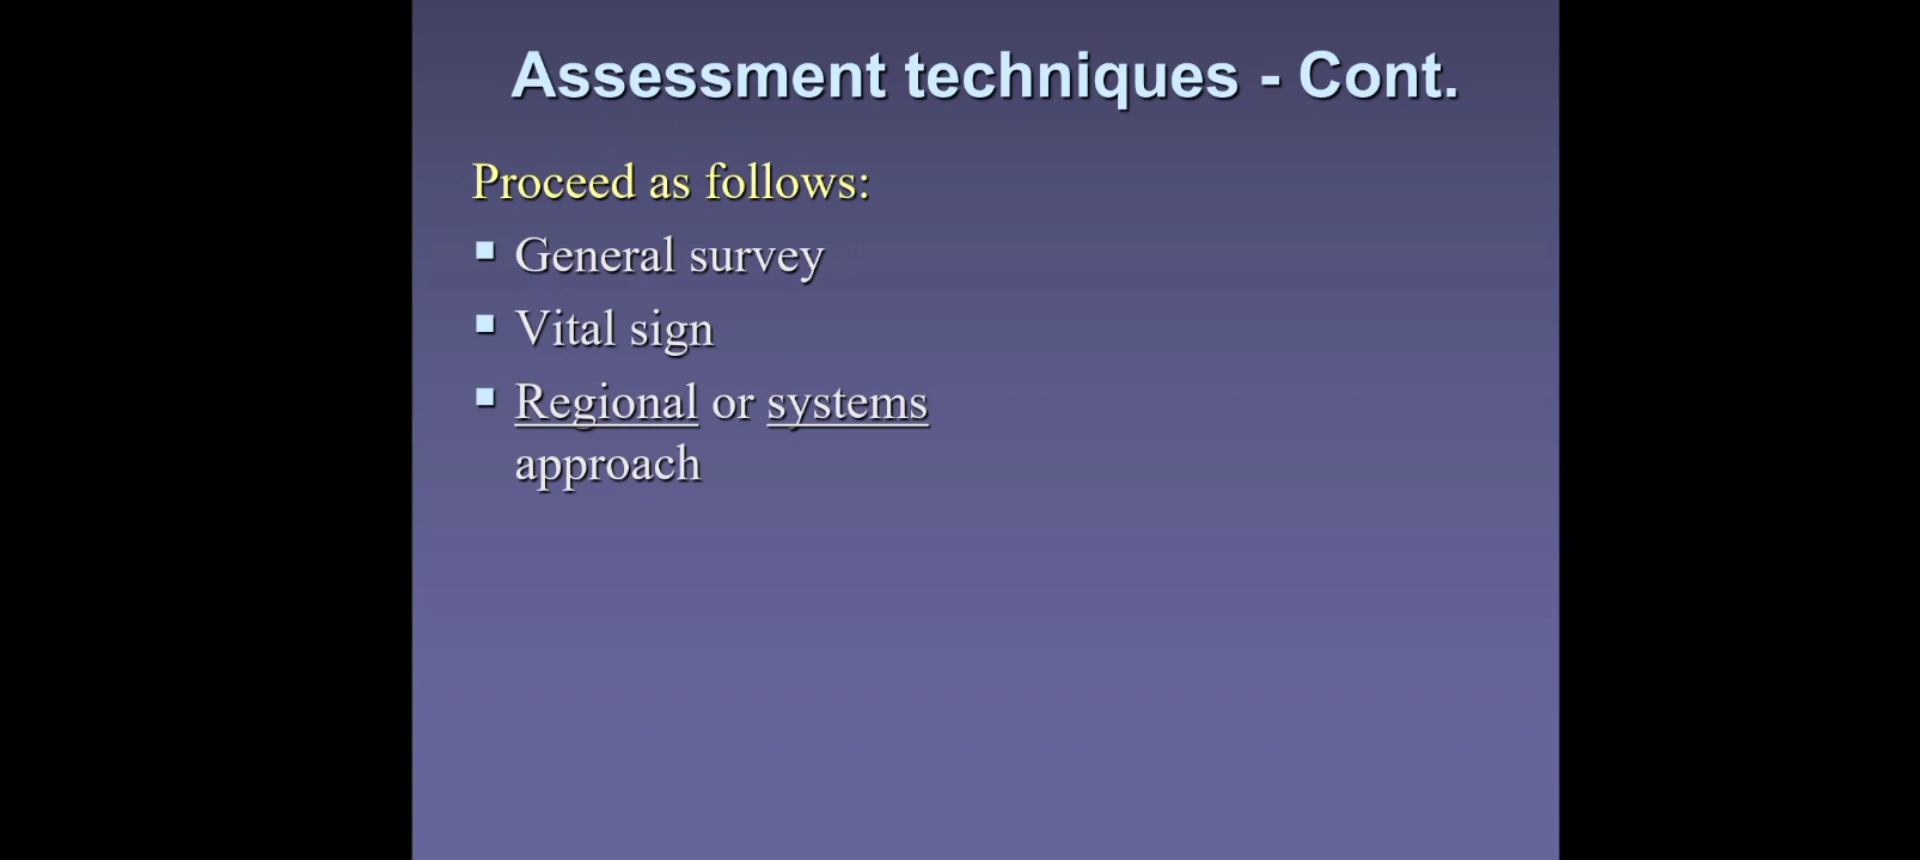 Assessment techniques - Cont.
Proceed as follows:
General survey
Vital sign
Regional or systems
approach